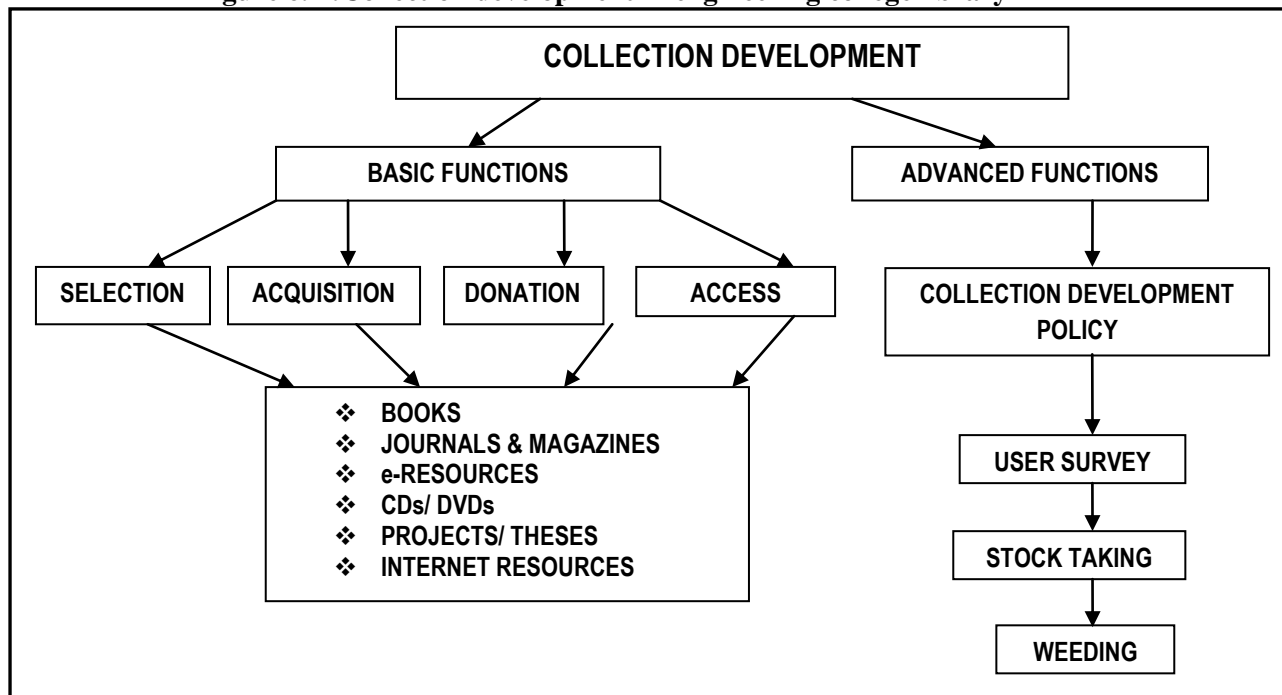 COLLECTION DEVELOPMENT
BASIC FUNCTIONS
ADVANCED FUNCTIONS
SELECTION
ACQUISITION
DONATION
ACCESS
COLLECTION DEVELOPMENT
POLICY
❖ BOOKS
❖ JOURNALS & MAGAZINES
❖ e-RESOURCES
❖ CDs/ DVDs
❖ PROJECTS/ THESES
❖ INTERNET RESOURCES
USER SURVEY
STOCK TAKING
WEEDING